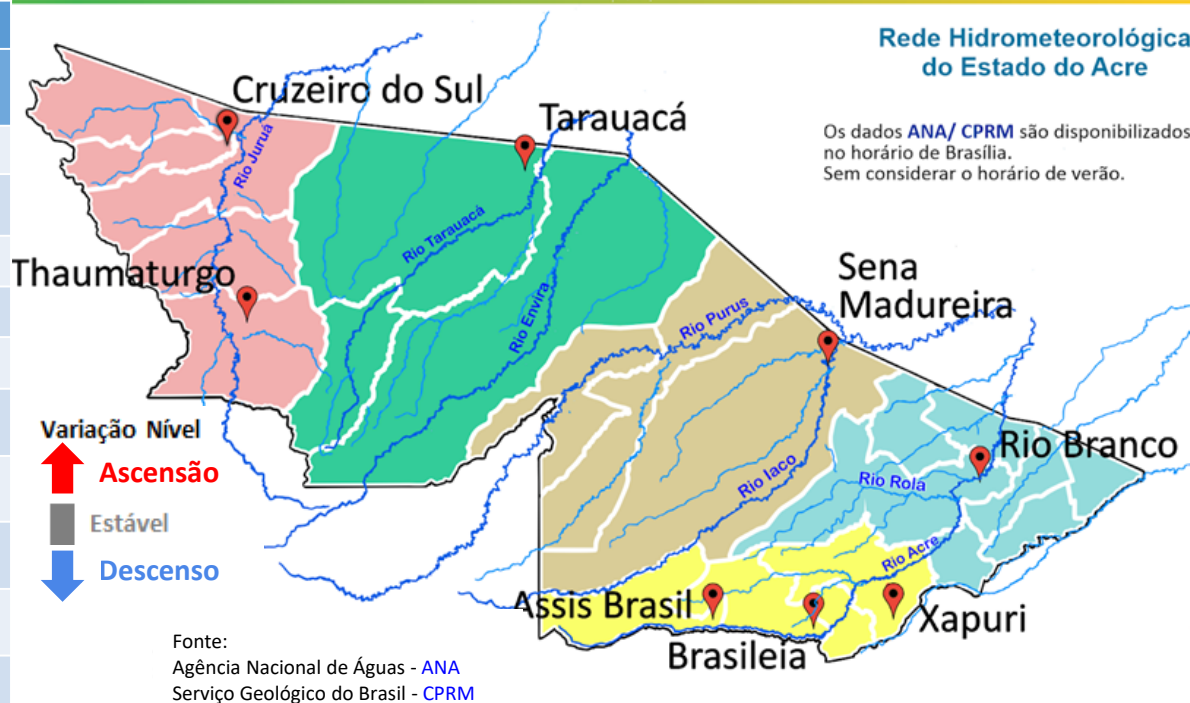 Rede Hidrometeorológica
do Estado do Acre
Os dados ANA/ CPRM são disponibilizados
no horário de Brasília.
Sem considerar o horário de verão.
Cruzeiro do Sul
Tarauacá
Rio Juruá
Rio Tarauacá
Thaumaturgo
Rio Envira
Sena
Madureira
Rio Purus
Variação Nível
Ascensão
Estável
Descenso
Rio Branco
Rio Iaco
Rio Rola
Rio Acre
Assis Brasil
Xapuri
Brasileia
Fonte:
Agência Nacional de Águas - ANA
Serviço Geológico do Brasil - CPRM